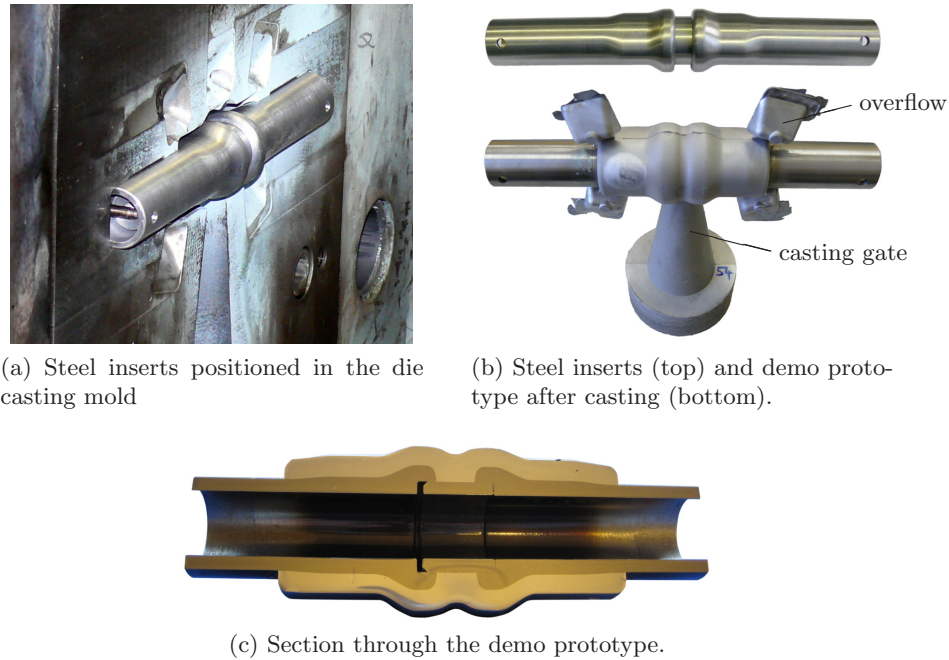 overflow
casting gate
54
(a) Steel inserts positioned in the die
casting mold
(b) Steel inserts (top) and demo proto-
type after casting (bottom).
(c) Section through the demo prototype.